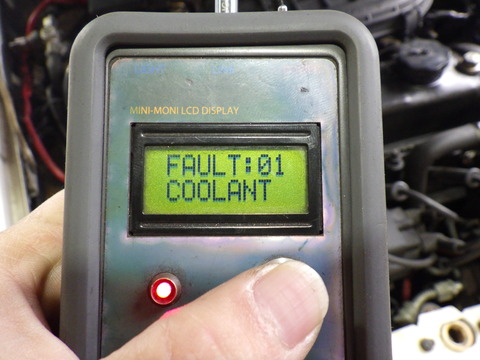 MINI-MONI LCD DISPLAY
FAULT:01
COOLANT